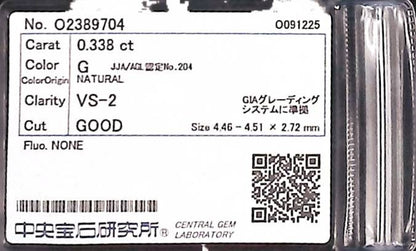 No. O2389704 O091225
Carat 0.338 ct
Color G JJA/AGL認定No.204
ColorOrigin NATURAL
Clarity VS-2 GIAグレーディング
システムに準拠
Cut GOOD Size 4.46 - 4.51 × 2.72 mm
Fluo. NONE
中央宝石研究所® CENTRAL GEM
LABORATORY